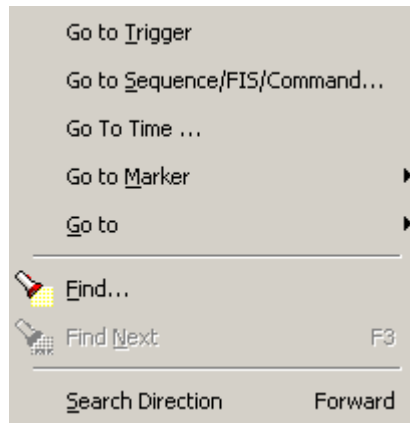 Go to Trigger
Go to Sequence/FIS/Command...
Go To Time ...
Go to Marker
Go to
Find...
Find Next F3
Search Direction Forward